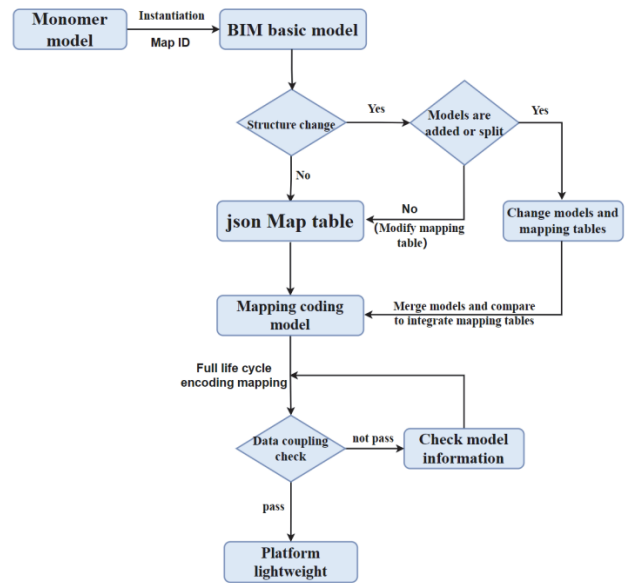 Monomer
model
Instantiation
Map ID
BIM basic model
Structure change
Yes
Models are
added or split
Yes
No
json Map table
No
(Modify mapping
table)
Change models and
mapping tables
Mapping coding
model
Merge models and compare
to integrate mapping tables
Full life cycle
encoding mapping
Data coupling
check
not pass
Check model
information
pass
Platform
lightweight